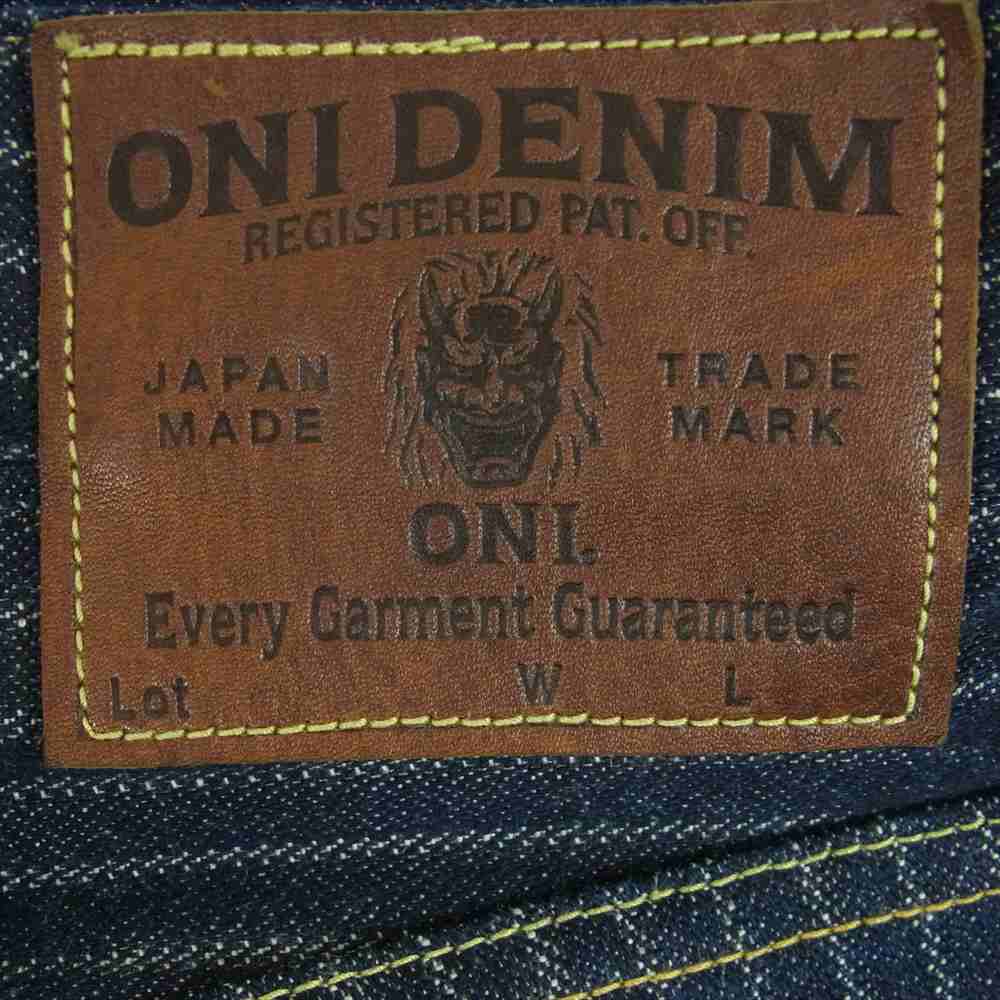 ONI DENIM
REGISTERED PAT. OFF.
JAPAN
MADE
TRADE
MARK
ONI.
Every Garment Guaranteed
Lot W L